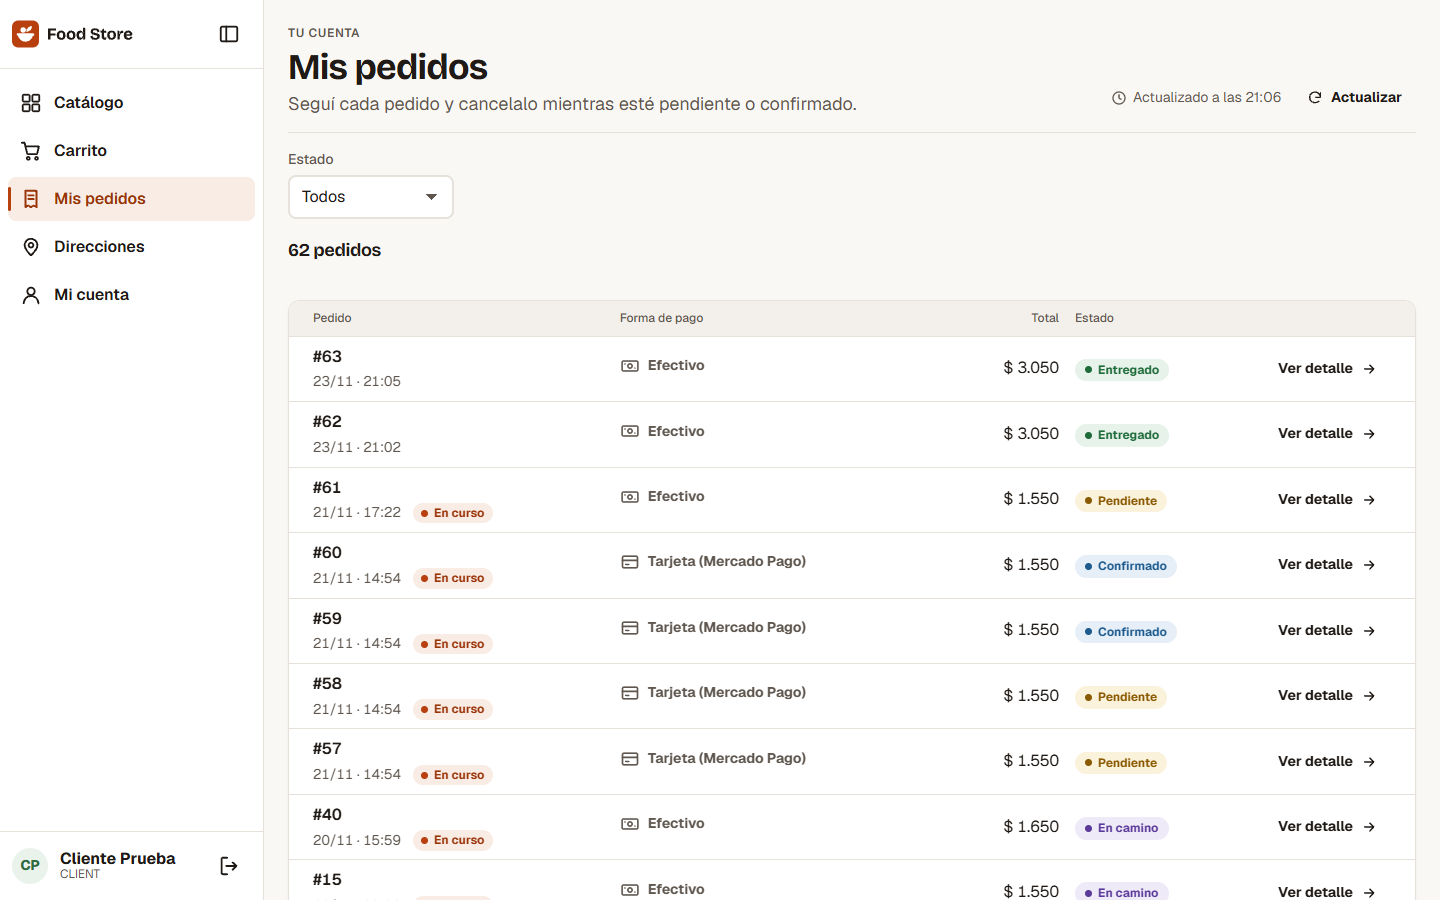 Food Store
Catálogo
Carrito
Mis pedidos
Direcciones
Mi cuenta
CP
Cliente Prueba
CLIENT
TU CUENTA
Mis pedidos
Seguí cada pedido y cancelalo mientras esté pendiente o confirmado.
Actualizado a las 21:06
Actualizar
Estado
Todos
62 pedidos
Pedido Forma de pago Total Estado
#63
23/11 · 21:05 Efectivo $ 3.050 Entregado Ver detalle →
#62
23/11 · 21:02 Efectivo $ 3.050 Entregado Ver detalle →
#61
21/11 · 17:22 En curso Efectivo $ 1.550 Pendiente Ver detalle →
#60
21/11 · 14:54 En curso Tarjeta (Mercado Pago) $ 1.550 Confirmado Ver detalle →
#59
21/11 · 14:54 En curso Tarjeta (Mercado Pago) $ 1.550 Confirmado Ver detalle →
#58
21/11 · 14:54 En curso Tarjeta (Mercado Pago) $ 1.550 Pendiente Ver detalle →
#57
21/11 · 14:54 En curso Tarjeta (Mercado Pago) $ 1.550 Pendiente Ver detalle →
#40
20/11 · 15:59 En curso Efectivo $ 1.650 En camino Ver detalle →
#15
Efectivo $ 1.550 En camino Ver detalle →